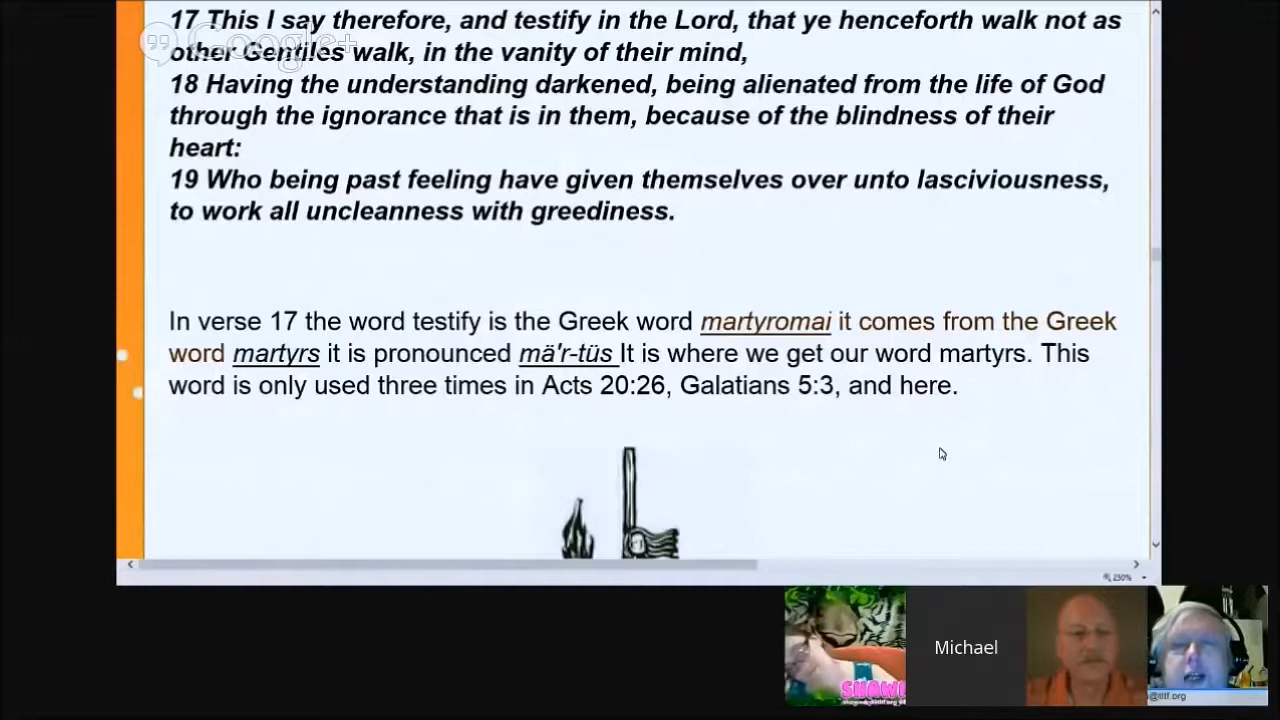 17 This I say therefore, and testify in the Lord, that ye henceforth walk not as
Google+
other Gentiles walk, in the vanity of their mind,
18 Having the understanding darkened, being alienated from the life of God
through the ignorance that is in them, because of the blindness of their
heart:
19 Who being past feeling have given themselves over unto lasciviousness,
to work all uncleanness with greediness.
In verse 17 the word testify is the Greek word martyromai it comes from the Greek
word martyrs it is pronounced mä'r-tüs It is where we get our word martyrs. This
word is only used three times in Acts 20:26, Galatians 5:3, and here.
230%
Michael